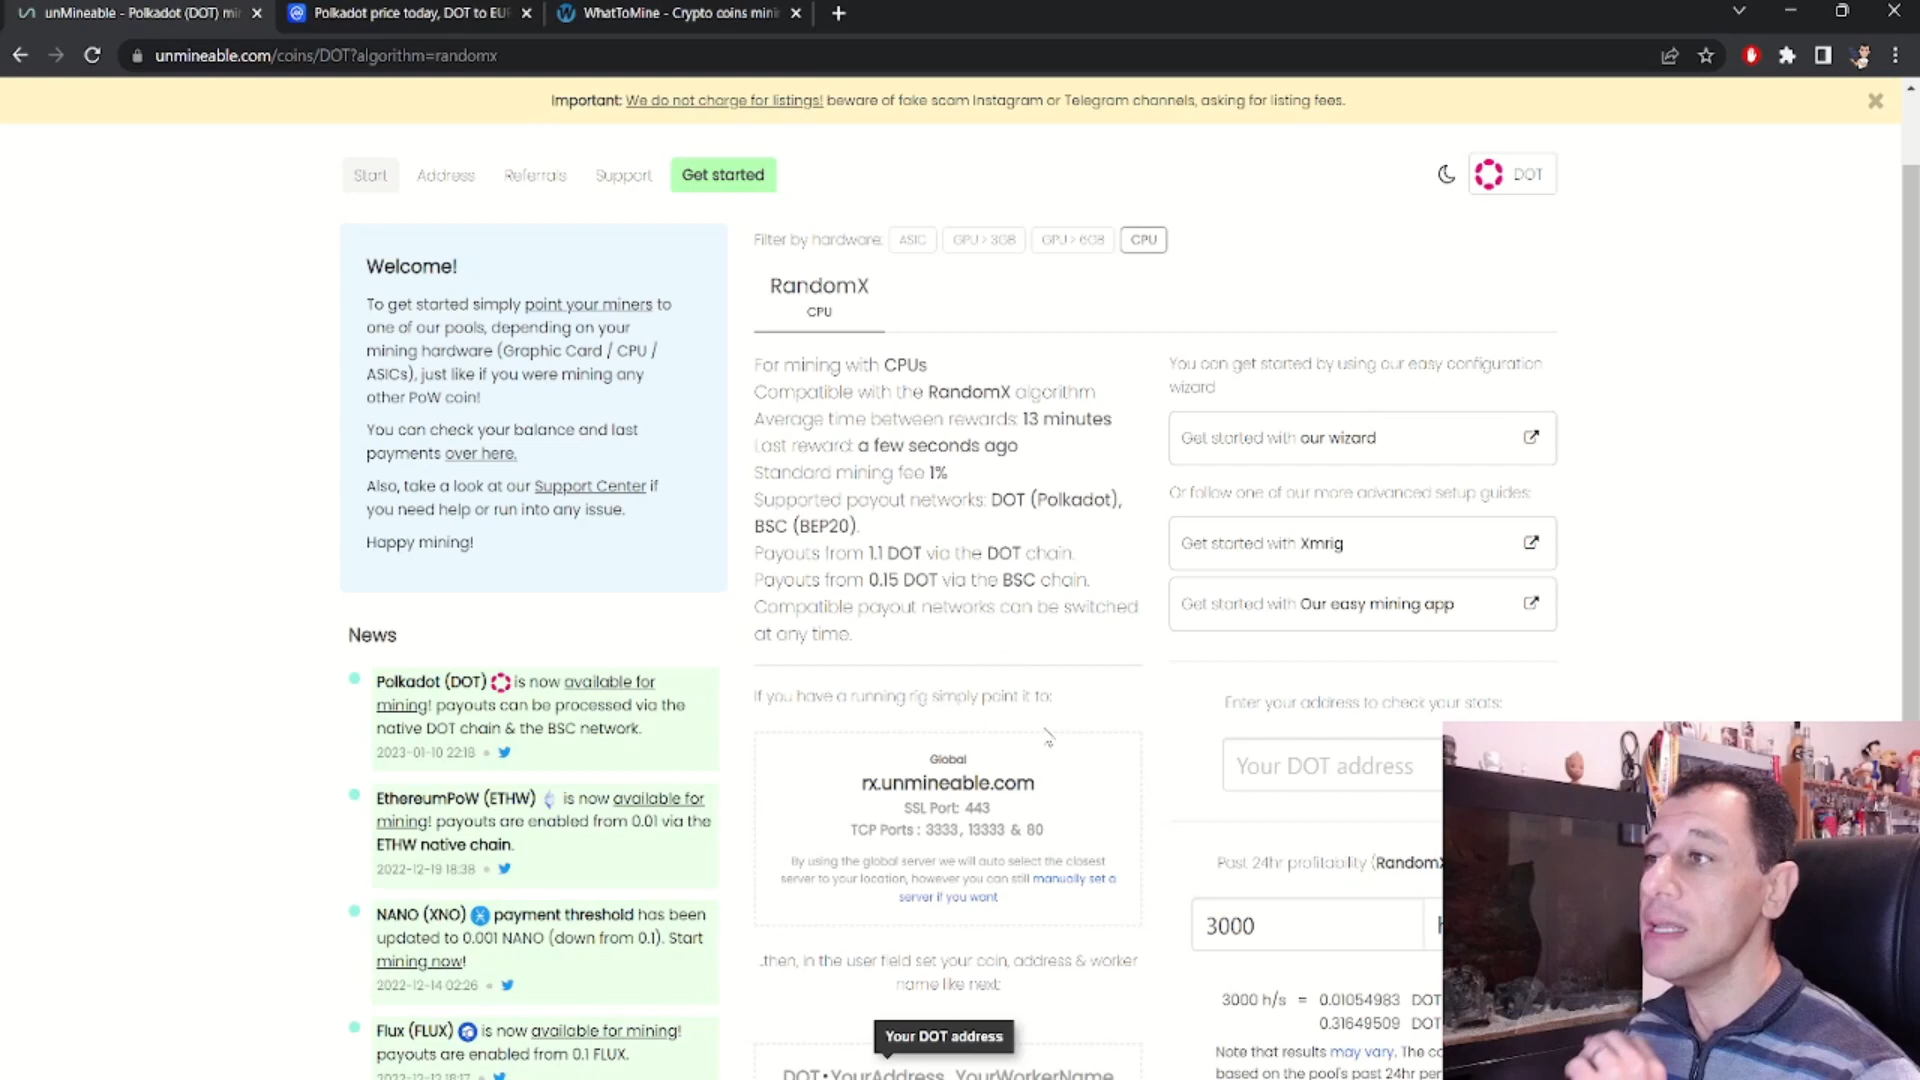 unMineable - Polkadot (DOT) mi
Polkadot price today, DOT to EU
WhatToMine - Crypto coins mini
unmineable.com/coins/DOT?algorithm=randomx
Important: We do not charge for listings! beware of fake scam Instagram or Telegram channels, asking for listing fees.
Start
Address
Referrals
Support
Get started
DOT
Welcome!
To get started simply point your miners to
one of our pools, depending on your
mining hardware (Graphic Card / CPU /
ASICs), just like if you were mining any
other PoW coin!
You can check your balance and last
payments over here.
Also, take a look at our Support Center if
you need help or run into any issue.
Happy mining!
News
Polkadot (DOT) is now available for
mining! payouts can be processed via the
native DOT chain & the BSC network.
2023-01-10 22:18
EthereumPoW (ETHW) is now available for
mining! payouts are enabled from 0.01 via the
ETHW native chain.
2022-12-19 18:38
NANO (XNO) payment threshold has been
updated to 0.001 NANO (down from 0.1). Start
mining now!
2022-12-14 02:26
Flux (FLUX) is now available for mining!
payouts are enabled from 0.1 FLUX.
2022-12-12 18:17
Filter by hardware:
ASIC
GPU > 3GB
GPU > 6GB
CPU
RandomX
CPU
For mining with CPUs
Compatible with the RandomX algorithm
Average time between rewards: 13 minutes
Last reward: a few seconds ago
Standard mining fee 1%
Supported payout networks: DOT (Polkadot),
BSC (BEP20).
Payouts from 1.1 DOT via the DOT chain.
Payouts from 0.15 DOT via the BSC chain.
Compatible payout networks can be switched
at any time.
If you have a running rig simply point it to:
Global
rx.unmineable.com
SSL Port: 443
TCP Ports : 3333, 13333 & 80
By using the global server we will auto select the closest
server to your location, however you can still manually set a
server if you want
..then, in the user field set your coin, address & worker
name like next:
Your DOT address
DOT:YourAddress.YourWorkerName
You can get started by using our easy configuration
wizard
Get started with our wizard
Or follow one of our more advanced setup guides:
Get started with Xmrig
Get started with Our easy mining app
Enter your address to check your stats:
Your DOT address
Past 24hr profitability (Random
3000
3000 h/s = 0.01054983 DOT
0.31649509 DOT
Note that results may vary. The c
based on the pool's past 24hr per